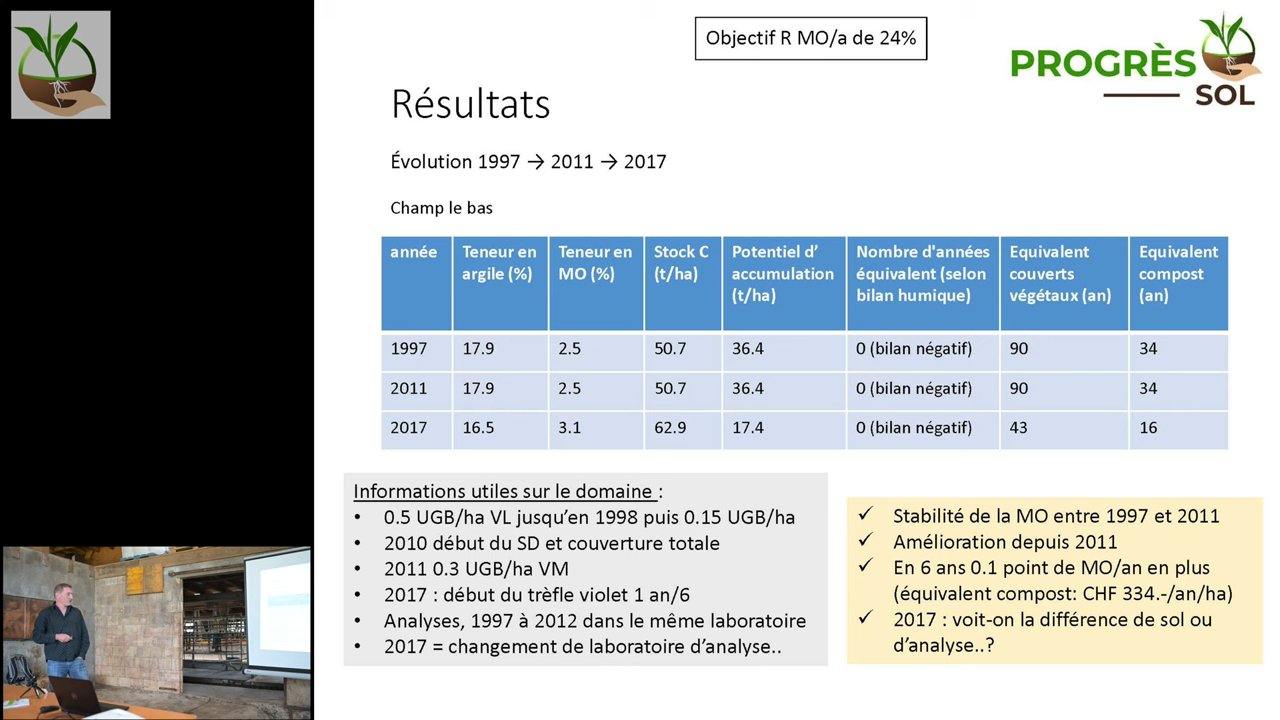 Objectif R MO/a de 24%
PROGRÈS
SOL
Résultats
Évolution 1997 → 2011 → 2017
Champ le bas
année | Teneur en argile (%) | Teneur en MO (%) | Stock C (t/ha) | Potentiel d’ accumulation (t/ha) | Nombre d'années équivalent (selon bilan humique) | Equivalent couverts végétaux (an) | Equivalent compost (an)
1997 | 17.9 | 2.5 | 50.7 | 36.4 | 0 (bilan négatif) | 90 | 34
2011 | 17.9 | 2.5 | 50.7 | 36.4 | 0 (bilan négatif) | 90 | 34
2017 | 16.5 | 3.1 | 62.9 | 17.4 | 0 (bilan négatif) | 43 | 16
Informations utiles sur le domaine :
• 0.5 UGB/ha VL jusqu’en 1998 puis 0.15 UGB/ha
• 2010 début du SD et couverture totale
• 2011 0.3 UGB/ha VM
• 2017 : début du trèfle violet 1 an/6
• Analyses, 1997 à 2012 dans le même laboratoire
• 2017 = changement de laboratoire d’analyse..
✓ Stabilité de la MO entre 1997 et 2011
✓ Amélioration depuis 2011
✓ En 6 ans 0.1 point de MO/an en plus
(équivalent compost: CHF 334.-/an/ha)
✓ 2017 : voit-on la différence de sol ou
d’analyse..?